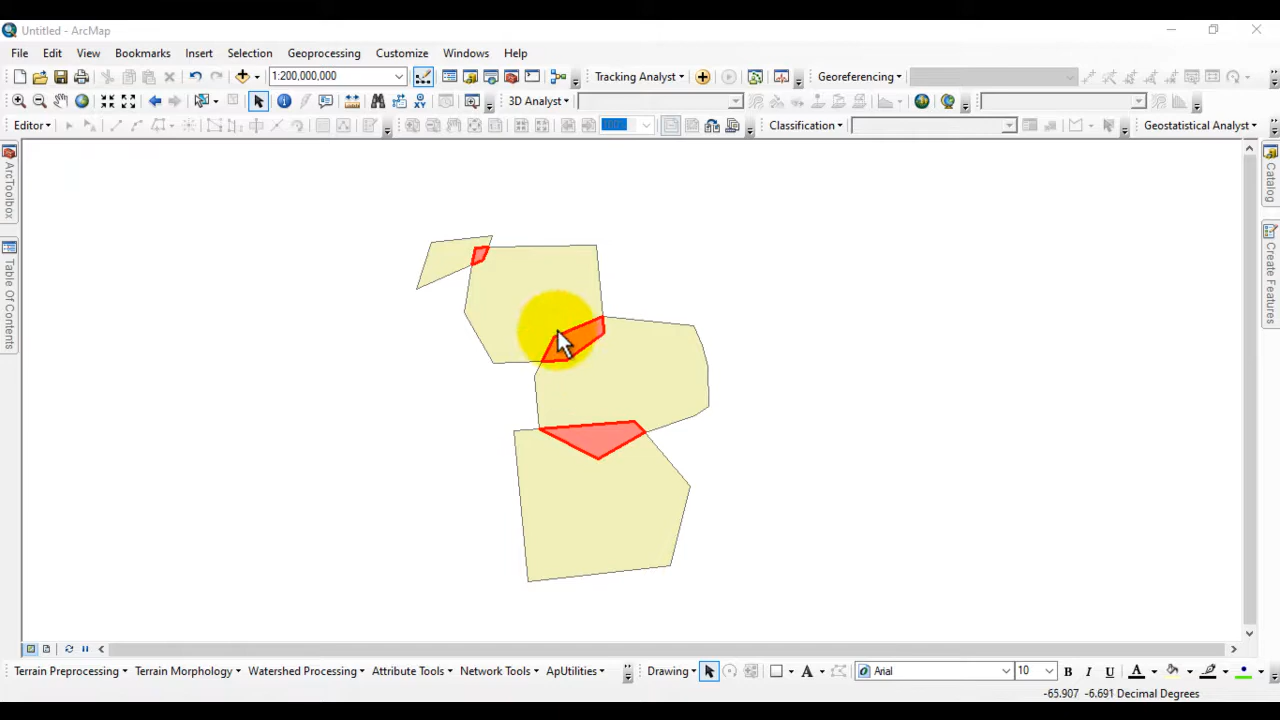 Untitled - ArcMap
File Edit View Bookmarks Insert Selection Geoprocessing Customize Windows Help
1:200,000,000 Tracking Analyst Georeferencing
3D Analyst
Editor 100% Classification Geostatistical Analyst
ArcToolbox
Table Of Contents
Catalog
Create Features
Terrain Preprocessing Terrain Morphology Watershed Processing Attribute Tools Network Tools ApUtilities Drawing A Arial 10 B I U A
-65.907 -6.691 Decimal Degrees